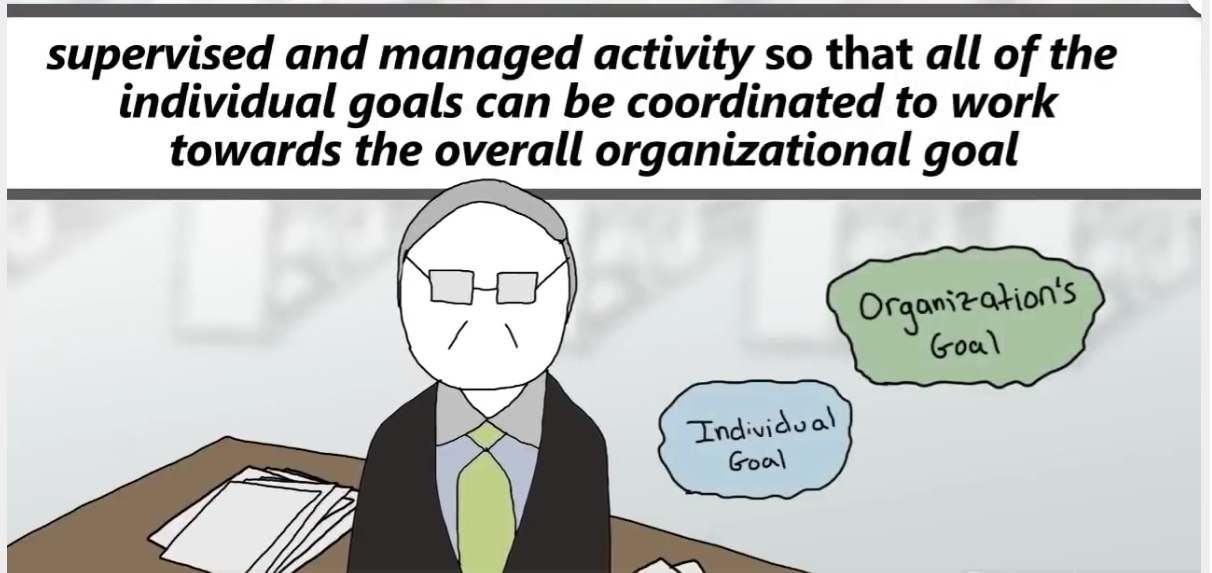 supervised and managed activity so that all of the
individual goals can be coordinated to work
towards the overall organizational goal
Organization's
Goal
Individual
Goal